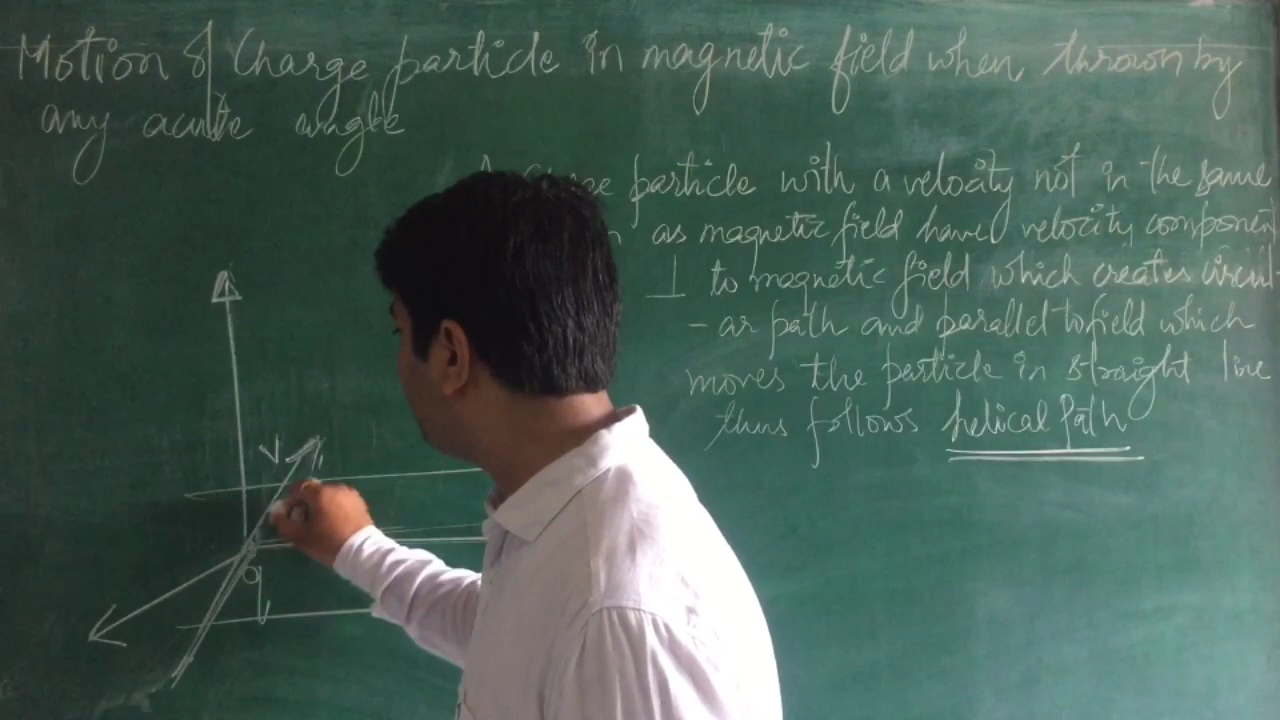 Motion of Charge particle in magnetic field when thrown by
any acute angle
particle with a velocity not in the same
as magnetic field have velocity component
⊥ to magnetic field which creates circul
- ar path and parallel to field which
moves the particle in straight line
thus follows helical Path
V
q